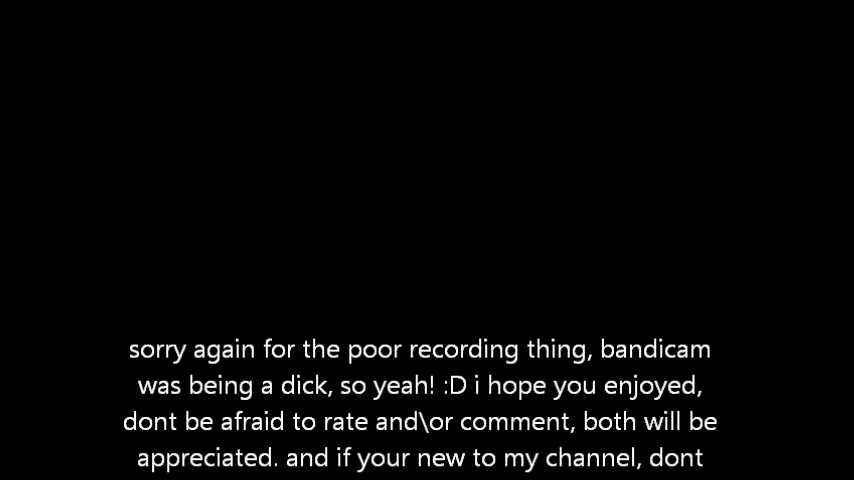 sorry again for the poor recording thing, bandicam
was being a dick, so yeah! :D i hope you enjoyed,
dont be afraid to rate and\or comment, both will be
appreciated. and if your new to my channel, dont